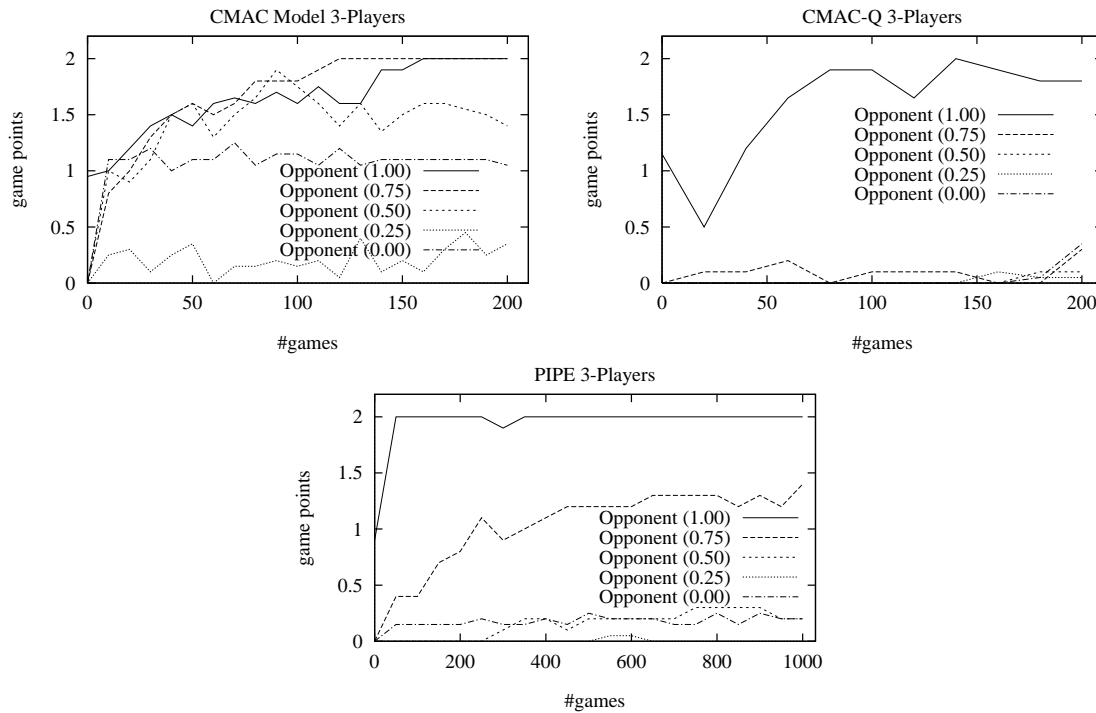 CMAC Model 3-Players
game points
2
1.5
1
0.5
0
Opponent (1.00)
Opponent (0.75)
Opponent (0.50)
Opponent (0.25)
Opponent (0.00)
0 50 100 150 200
#games
CMAC-Q 3-Players
game points
2
1.5
1
0.5
0
Opponent (1.00)
Opponent (0.75)
Opponent (0.50)
Opponent (0.25)
Opponent (0.00)
0 50 100 150 200
#games
PIPE 3-Players
game points
2
1.5
1
0.5
0
Opponent (1.00)
Opponent (0.75)
Opponent (0.50)
Opponent (0.25)
Opponent (0.00)
0 200 400 600 800 1000
#games